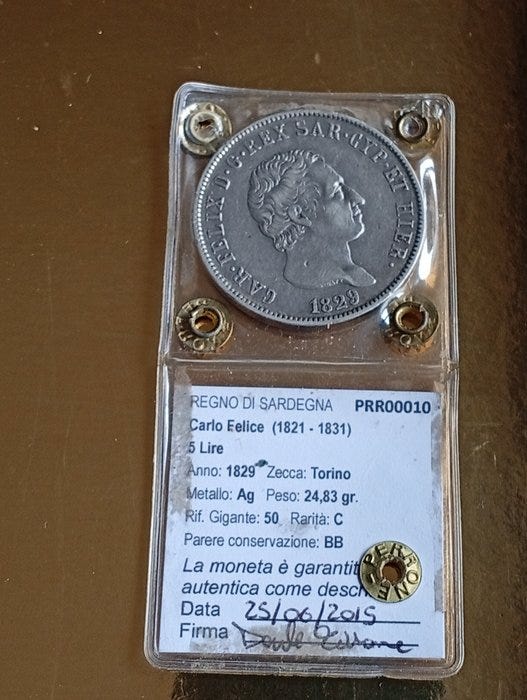 CAR·FELIX D·G·REX SAR·CYP·ET HIER·
1829
REGNO DI SARDEGNA PRR00010
Carlo Felice (1821 - 1831)
5 Lire
Anno: 1829 Zecca: Torino
Metallo: Ag Peso: 24,83 gr.
Rif. Gigante: 50 Rarità: C
Parere conservazione: BB
La moneta è garantit
autentica come descr
PERRONE
Data 25/06/2015
Firma